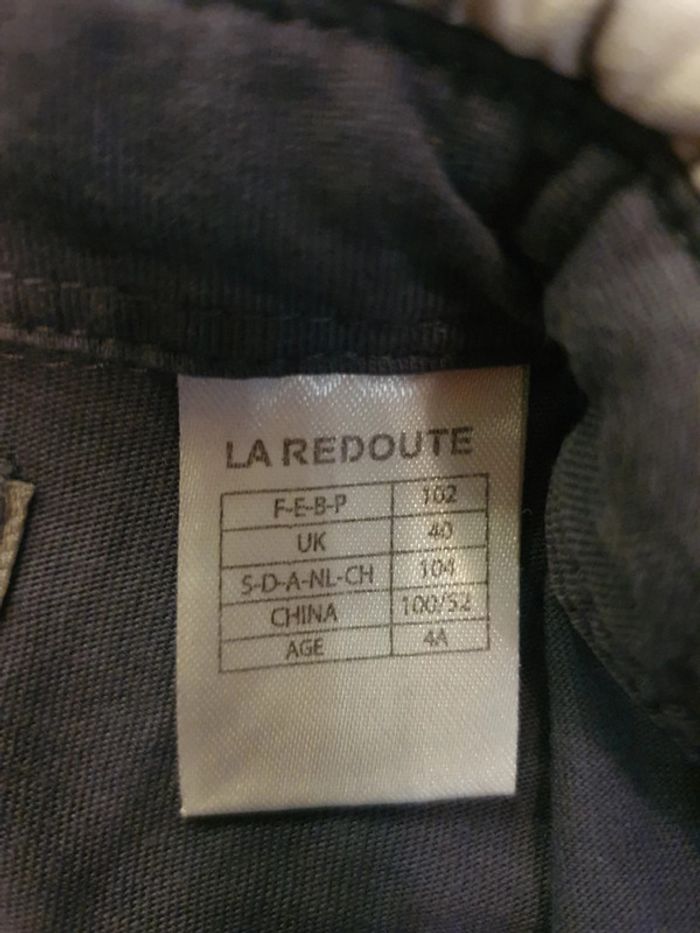 LA REDOUTE
F-E-B-P 102
UK 40
S-D-A-NL-CH 104
CHINA 100/52
AGE 4A